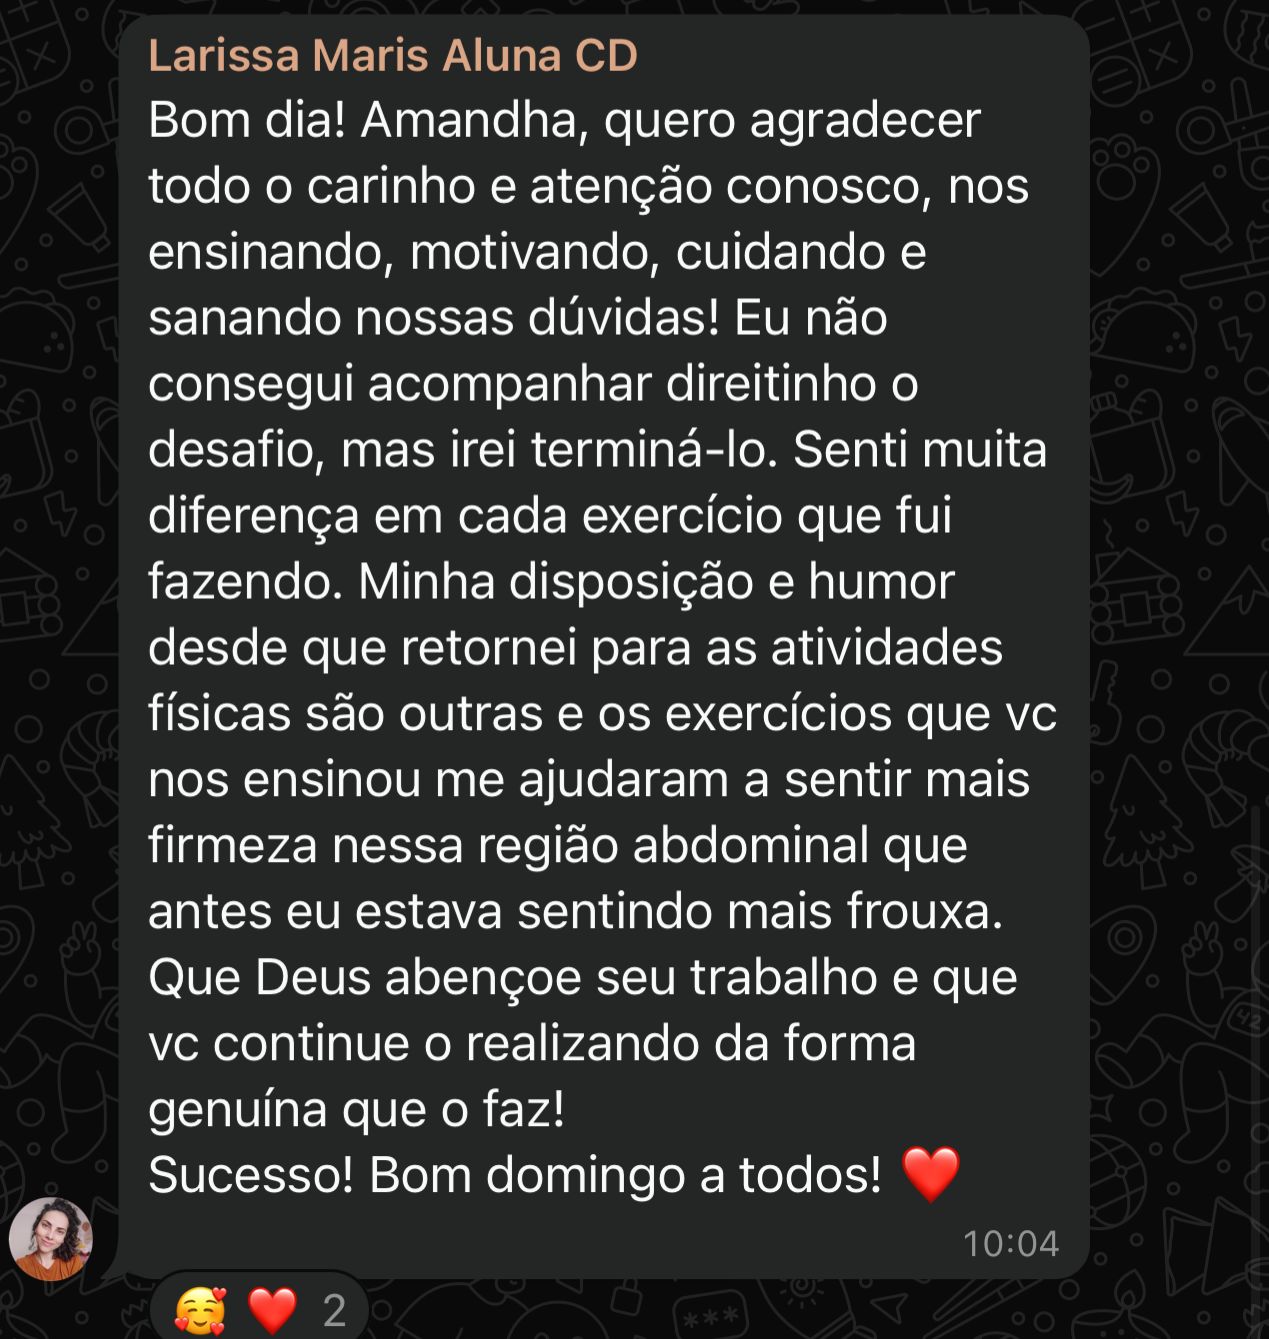 Larissa Maris Aluna CD
Bom dia! Amandha, quero agradecer
todo o carinho e atenção conosco, nos
ensinando, motivando, cuidando e
sanando nossas dúvidas! Eu não
consegui acompanhar direitinho o
desafio, mas irei terminá-lo. Senti muita
diferença em cada exercício que fui
fazendo. Minha disposição e humor
desde que retornei para as atividades
físicas são outras e os exercícios que vc
nos ensinou me ajudaram a sentir mais
firmeza nessa região abdominal que
antes eu estava sentindo mais frouxa.
Que Deus abençoe seu trabalho e que
vc continue o realizando da forma
genuína que o faz!
Sucesso! Bom domingo a todos! ❤️
10:04
🥰 ❤️ 2